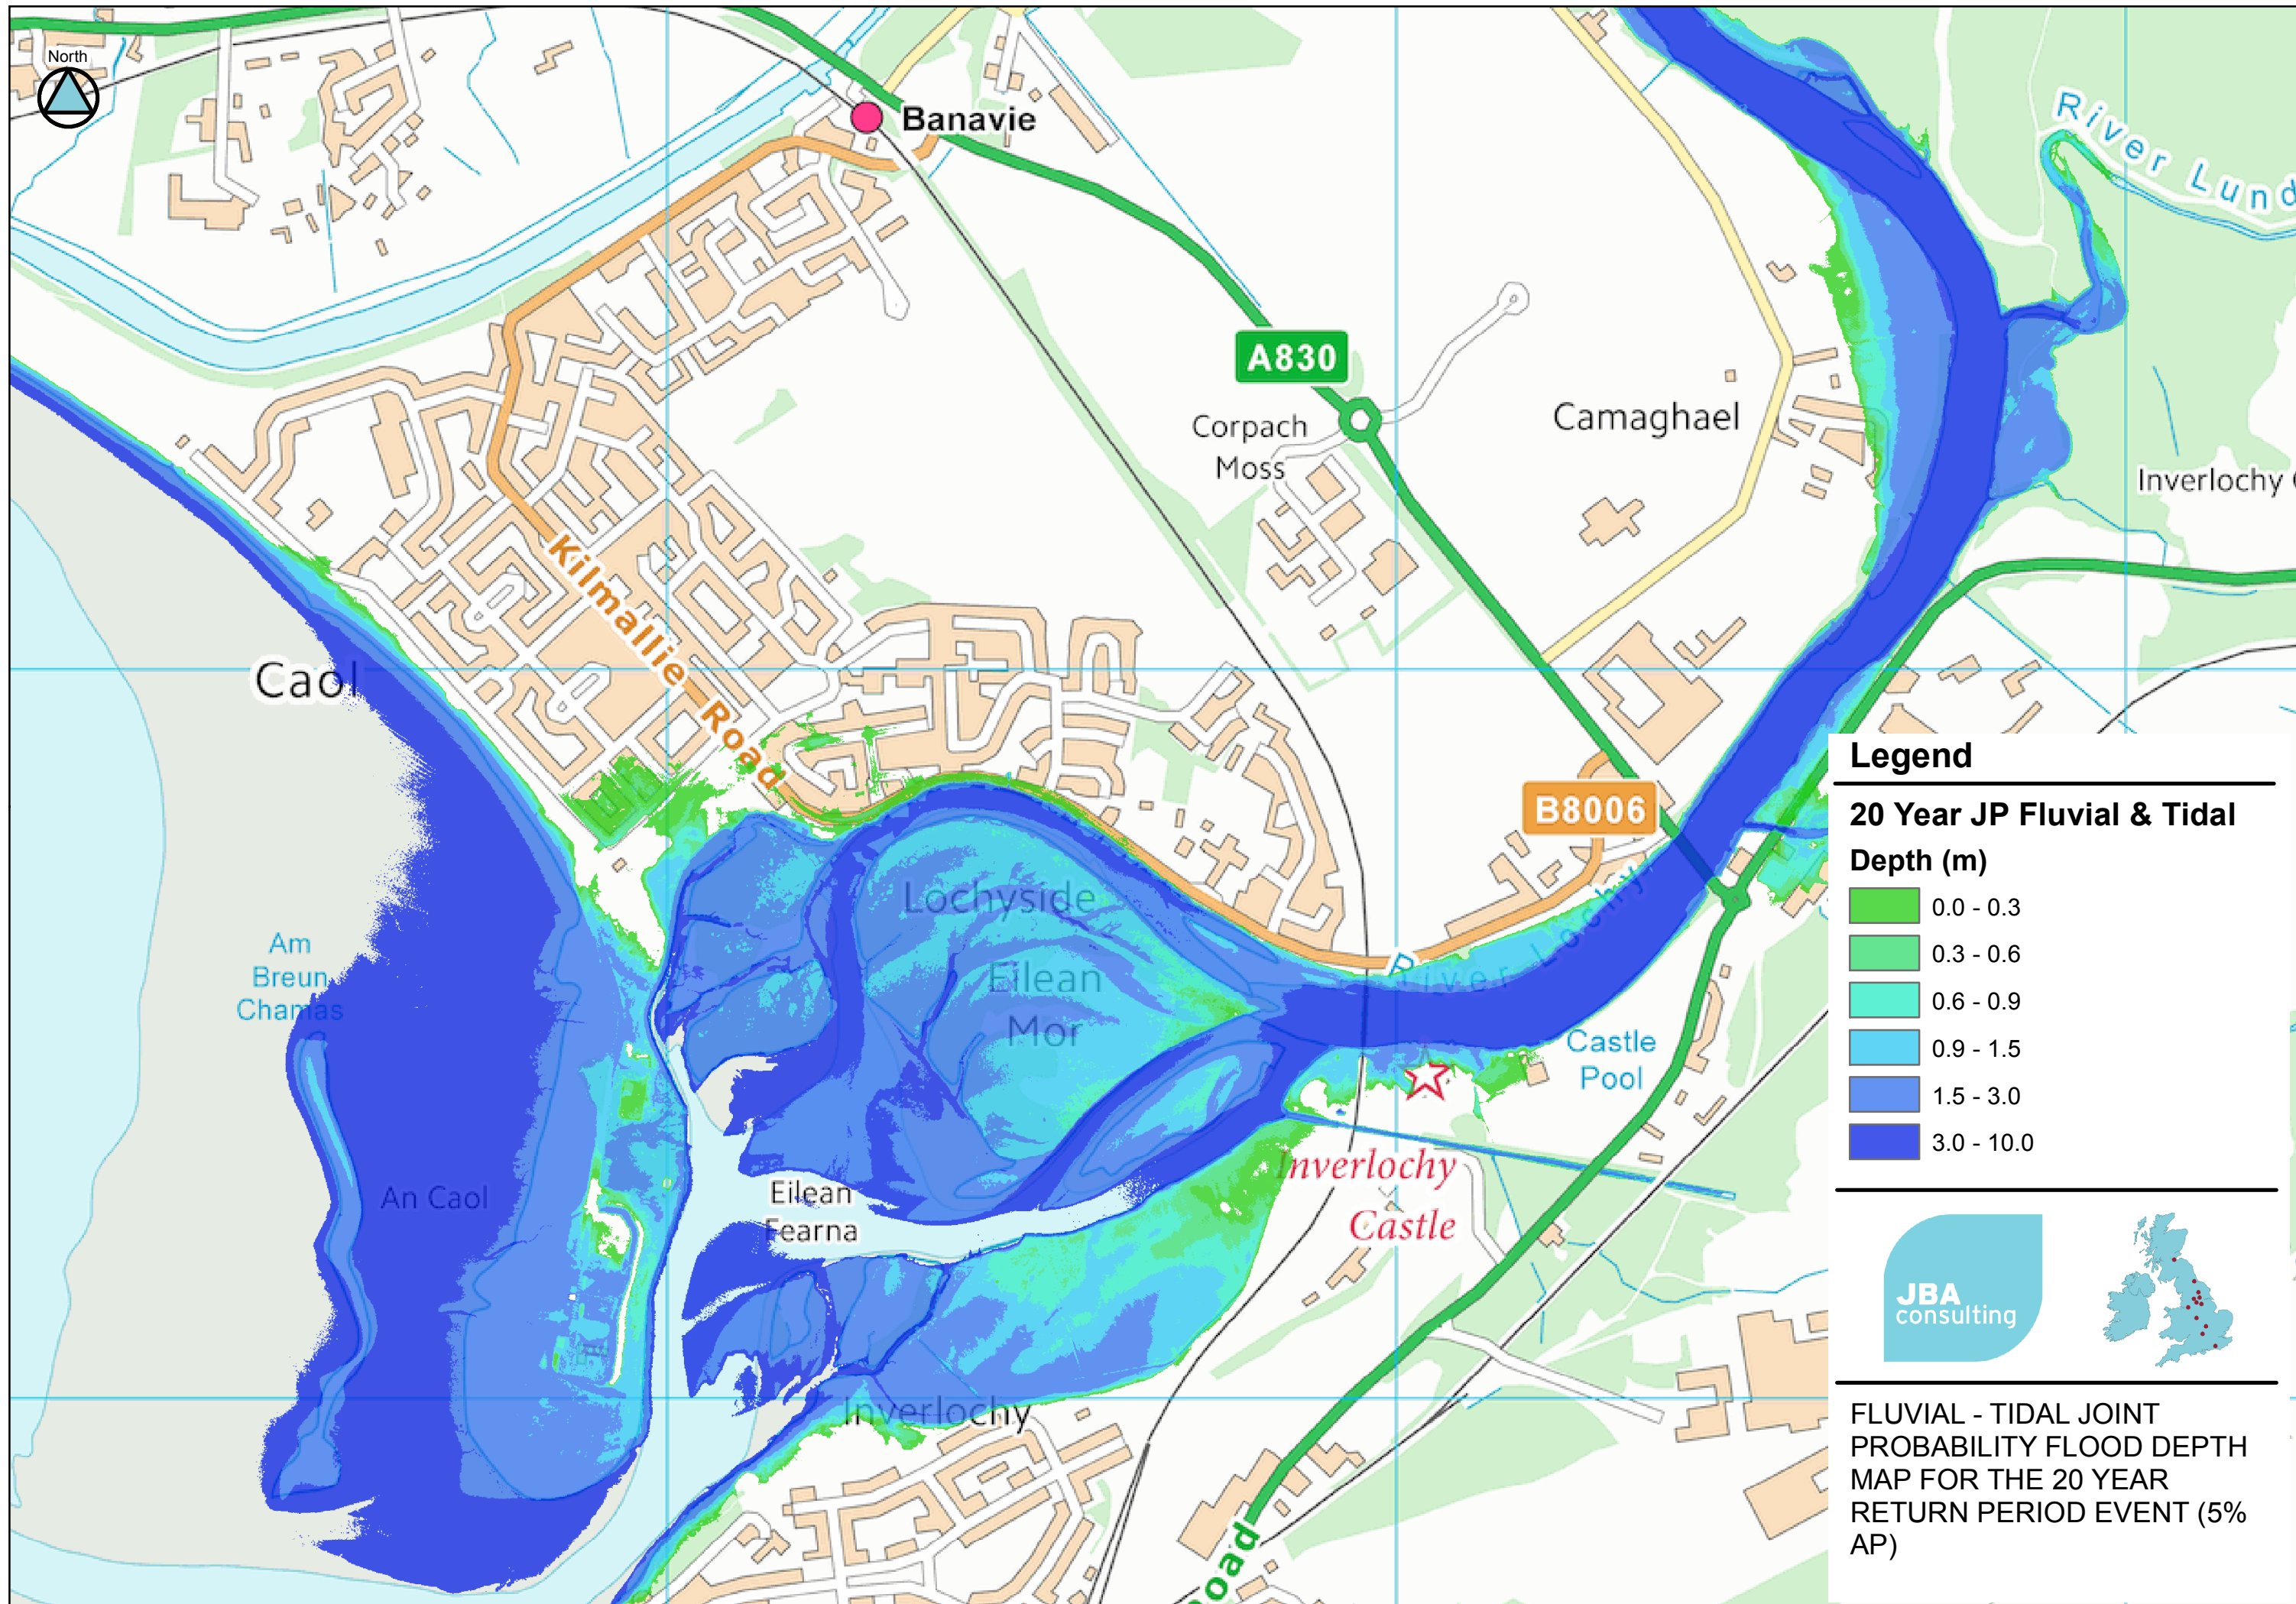 North
Banavie
River Lund
A830
Corpach
Moss
Camaghael
Inverlochy
Kilmallie Road
Caol
B8006
Lochyside
River Lochy
Am
Breun
Chamas
Eilean
Mor
Castle
Pool
An Caol
Eilean
Fearna
Inverlochy
Castle
Inverlochy
Road
Legend
20 Year JP Fluvial & Tidal
Depth (m)
0.0 - 0.3
0.3 - 0.6
0.6 - 0.9
0.9 - 1.5
1.5 - 3.0
3.0 - 10.0
JBA
consulting
FLUVIAL - TIDAL JOINT
PROBABILITY FLOOD DEPTH
MAP FOR THE 20 YEAR
RETURN PERIOD EVENT (5%
AP)